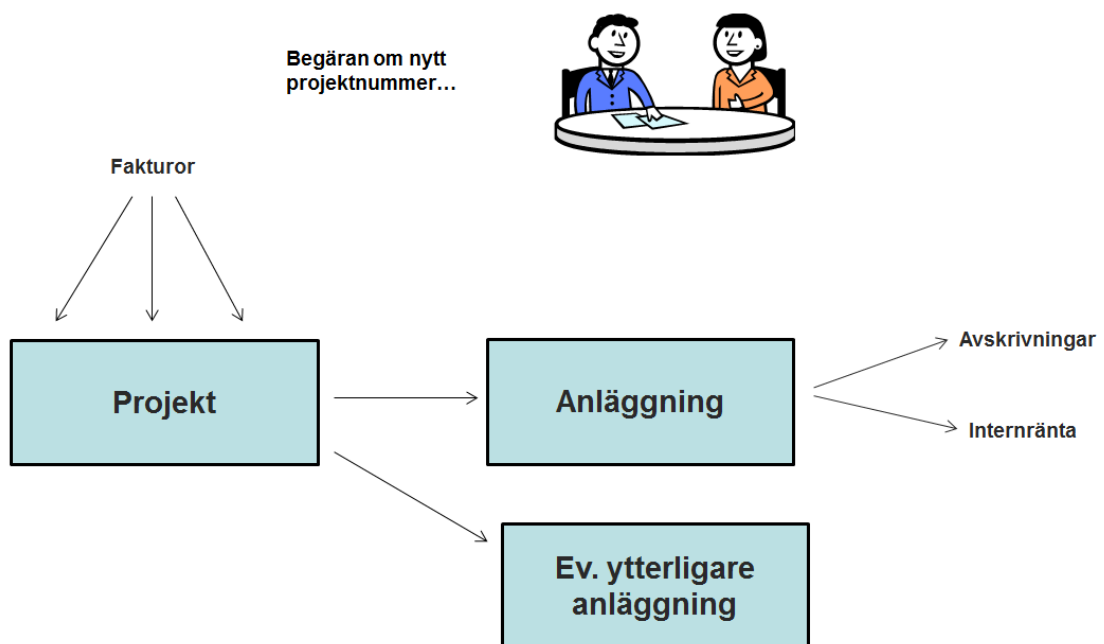 Begäran om nytt
projektnummer…
Fakturor
Projekt
Anläggning
Avskrivningar
Internränta
Ev. ytterligare
anläggning